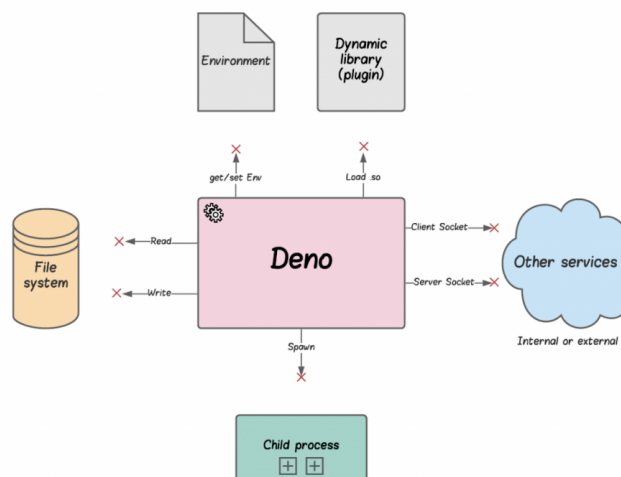 Environment
Dynamic
library
(plugin)
get/set Env
Load .so
Read
Write
File
system
Deno
Client Socket
Server Socket
Other services
Internal or external
Spawn
Child process